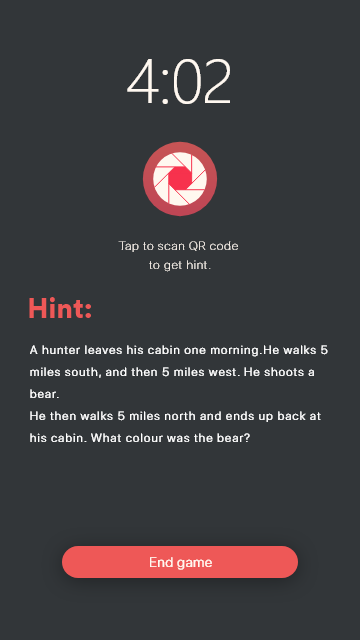 4:02
Tap to scan QR code
to get hint.
Hint:
A hunter leaves his cabin one morning.He walks 5
miles south, and then 5 miles west. He shoots a
bear.
He then walks 5 miles north and ends up back at
his cabin. What colour was the bear?
End game